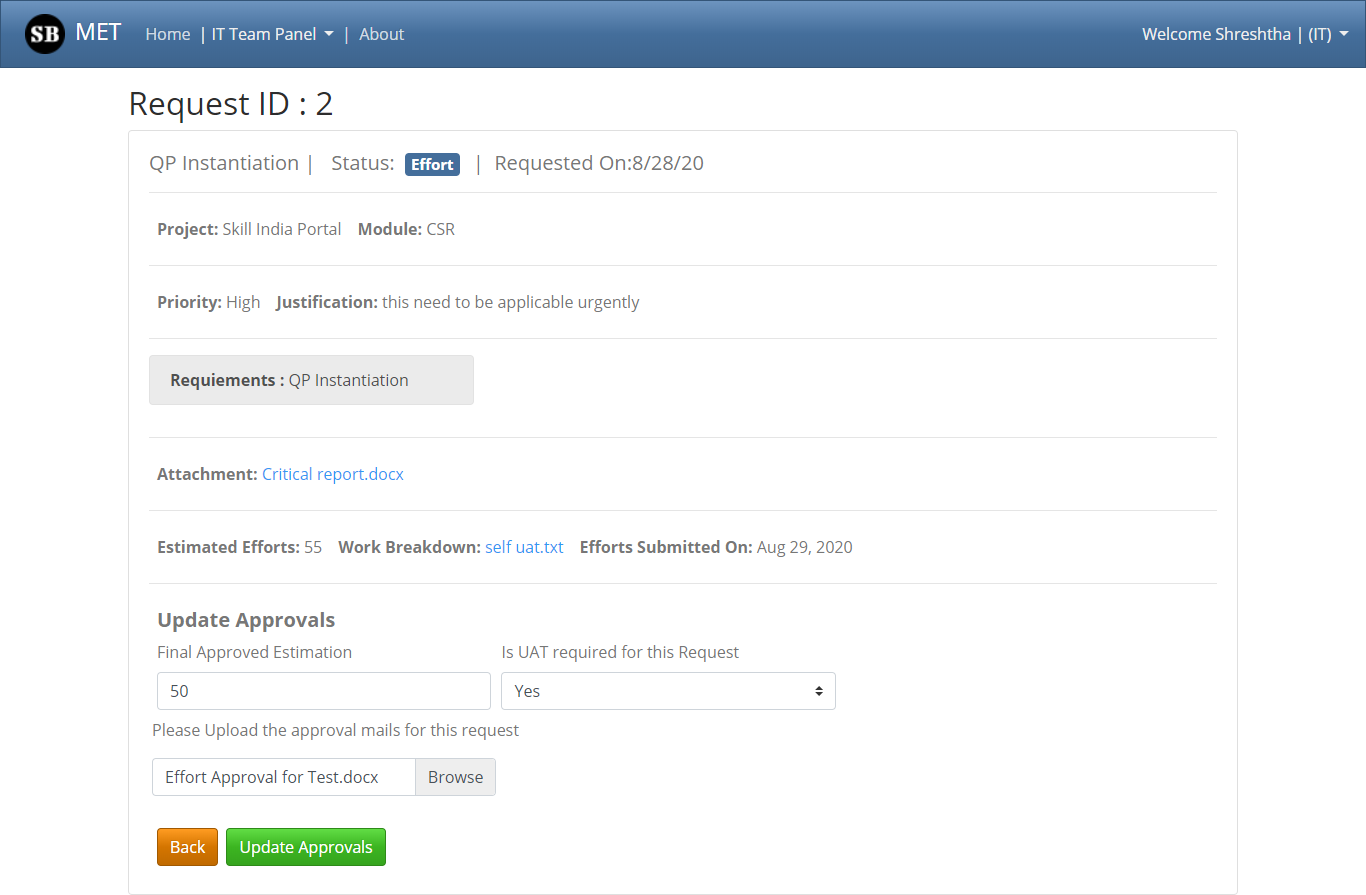 SB MET Home | IT Team Panel | About Welcome Shreshtha | (IT)
Request ID : 2
QP Instantiation | Status: Effort | Requested On:8/28/20
Project: Skill India Portal Module: CSR
Priority: High Justification: this need to be applicable urgently
Requiements : QP Instantiation
Attachment: Critical report.docx
Estimated Efforts: 55 Work Breakdown: self uat.txt Efforts Submitted On: Aug 29, 2020
Update Approvals
Final Approved Estimation Is UAT required for this Request
50 Yes
Please Upload the approval mails for this request
Effort Approval for Test.docx Browse
Back Update Approvals